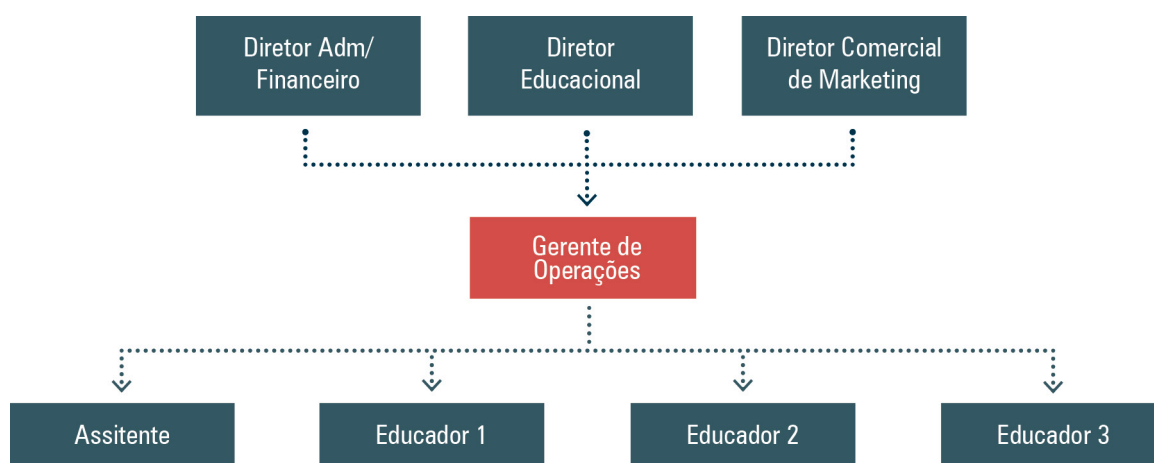 Diretor Adm/
Financeiro
Diretor
Educacional
Diretor Comercial
de Marketing
Gerente de
Operações
Assitente
Educador 1
Educador 2
Educador 3